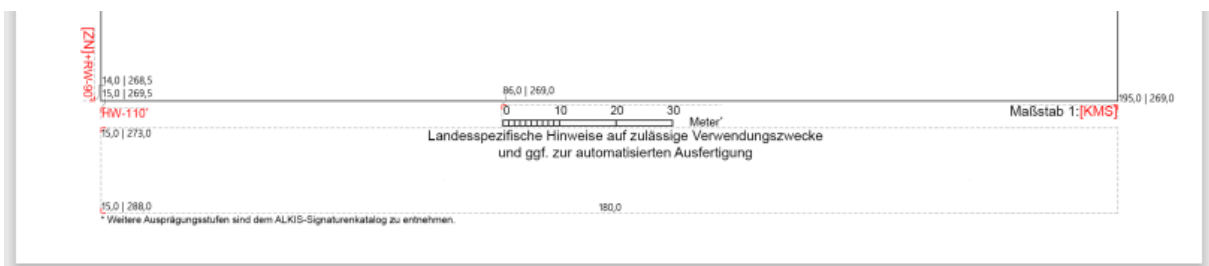 [ZN]+RW-90*
14,0 | 268,5
15,0 | 269,5
86,0 | 269,0
195,0 | 269,0
HW-110*
0 10 20 30
Meter*
Maßstab 1:[KMS]
15,0 | 273,0
Landesspezifische Hinweise auf zulässige Verwendungszwecke
und ggf. zur automatisierten Ausfertigung
15,0 | 288,0
180,0
* Weitere Ausprägungsstufen sind dem ALKIS-Signaturenkatalog zu entnehmen.